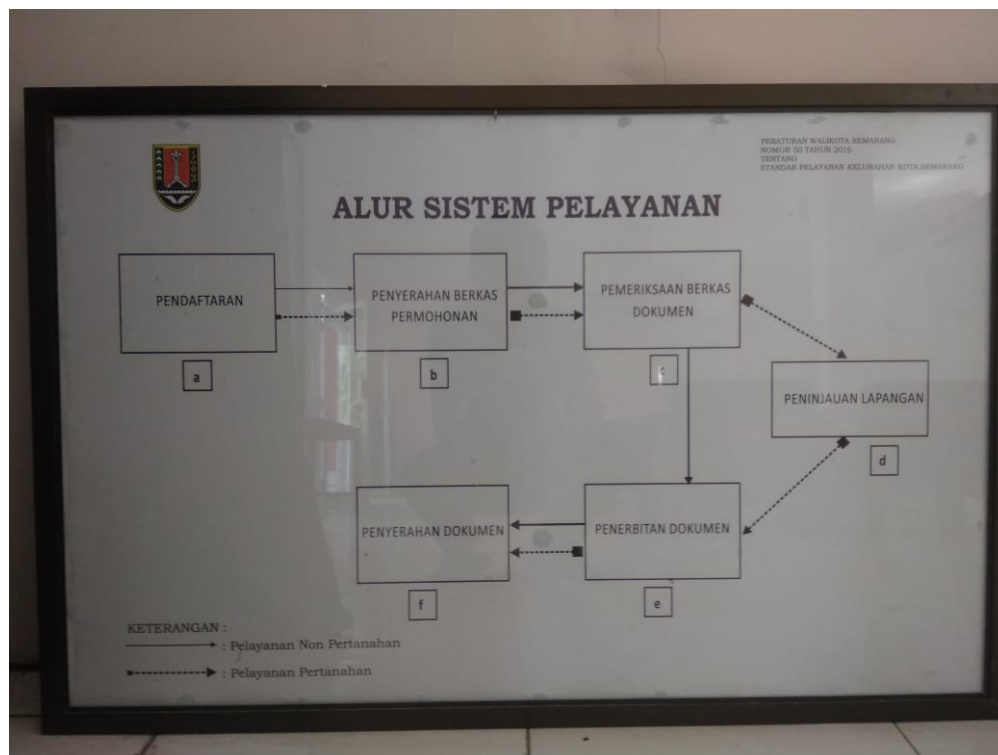 PERATURAN WALIKOTA SEMARANG
NOMOR 50 TAHUN 2016
TENTANG
STANDAR PELAYANAN KELURAHAN KOTA SEMARANG
ALUR SISTEM PELAYANAN
PENDAFTARAN
a
PENYERAHAN BERKAS
PERMOHONAN
b
PEMERIKSAAN BERKAS
DOKUMEN
c
PENINJAUAN LAPANGAN
d
PENERBITAN DOKUMEN
e
PENYERAHAN DOKUMEN
f
KETERANGAN :
: Pelayanan Non Pertanahan
: Pelayanan Pertanahan